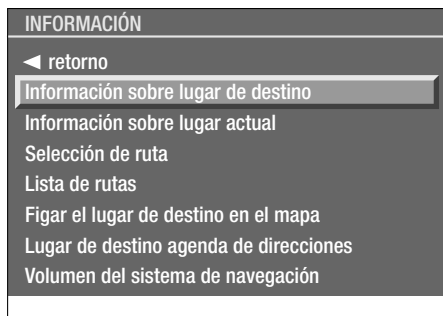 INFORMACIÓN
◄ retorno
Información sobre lugar de destino
Información sobre lugar actual
Selección de ruta
Lista de rutas
Figar el lugar de destino en el mapa
Lugar de destino agenda de direcciones
Volumen del sistema de navegación